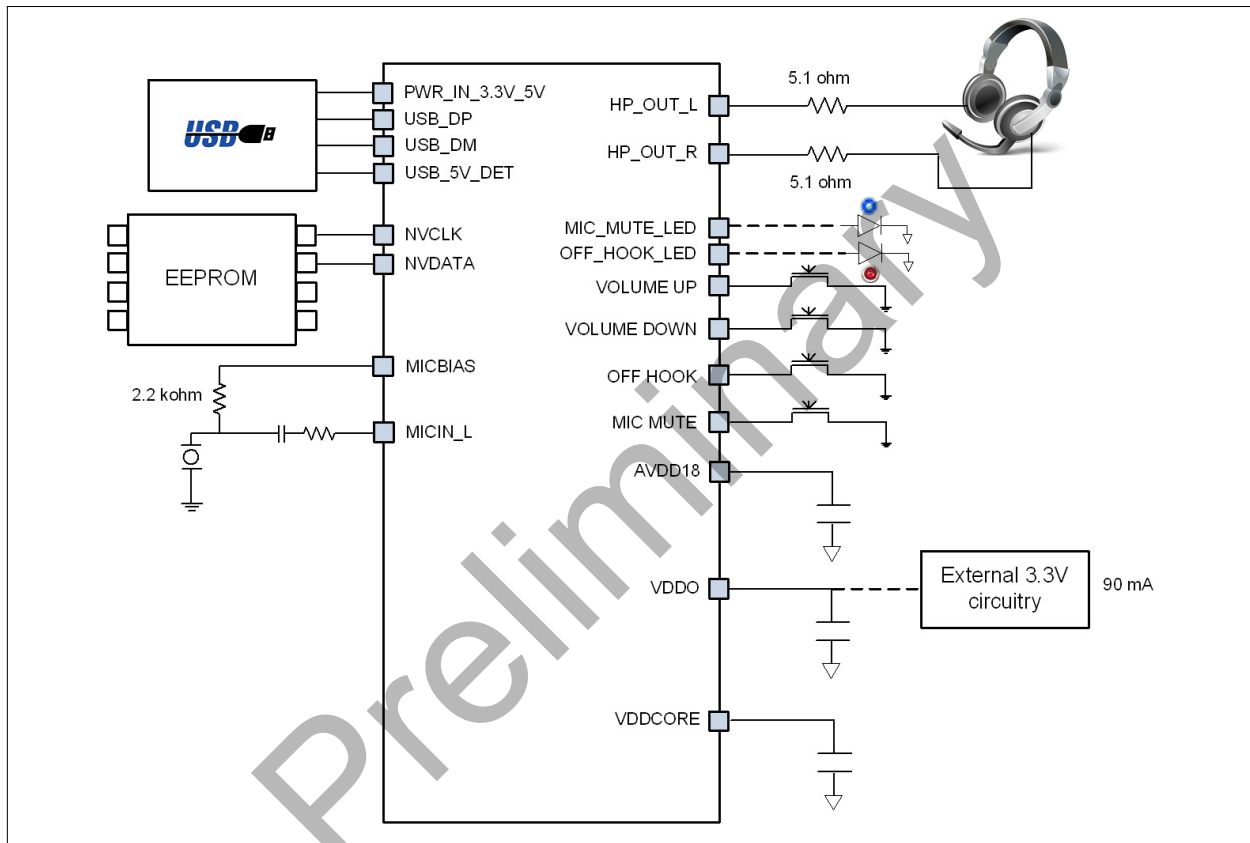 USB
PWR_IN_3.3V_5V
USB_DP
USB_DM
USB_5V_DET
EEPROM
NVCLK
NVDATA
MICBIAS
2.2 kohm
MICIN_L
HP_OUT_L
5.1 ohm
HP_OUT_R
5.1 ohm
MIC_MUTE_LED
OFF_HOOK_LED
VOLUME UP
VOLUME DOWN
OFF HOOK
MIC MUTE
AVDD18
VDDO
External 3.3V
circuitry
90 mA
VDDCORE
Preliminary